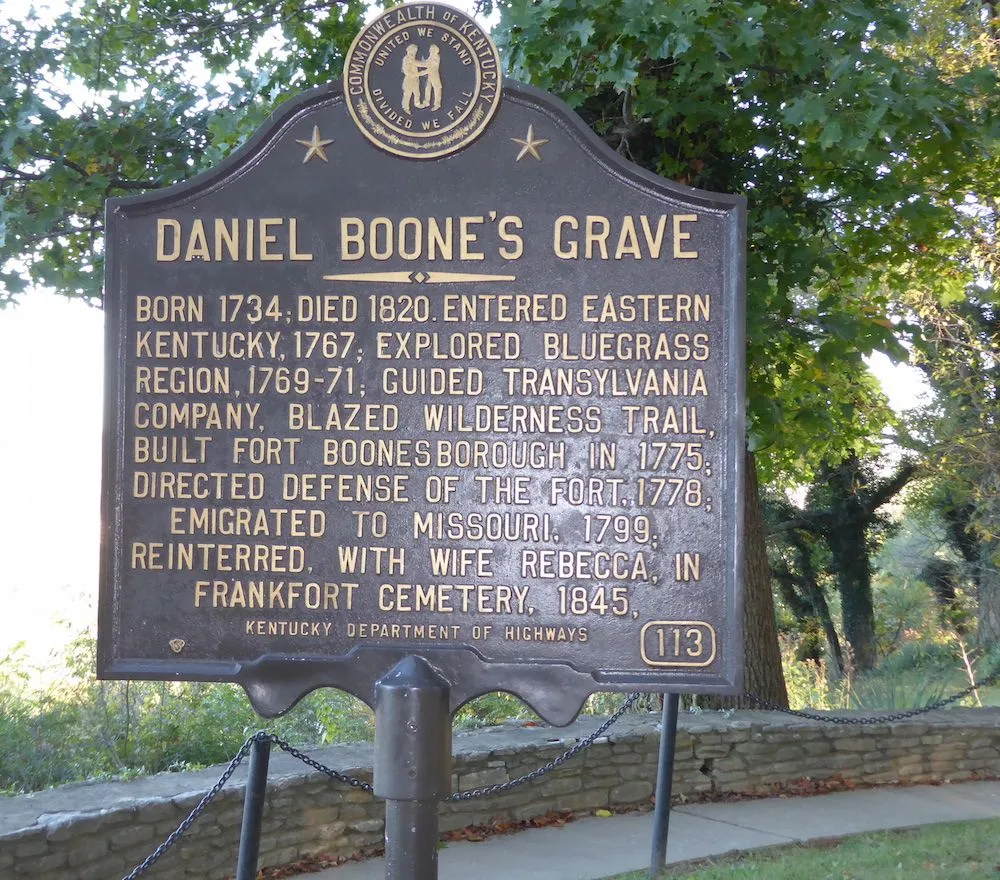 COMMONWEALTH OF KENTUCKY
UNITED WE STAND
DIVIDED WE FALL
DANIEL BOONE'S GRAVE
BORN 1734; DIED 1820. ENTERED EASTERN
KENTUCKY, 1767; EXPLORED BLUEGRASS
REGION, 1769-71; GUIDED TRANSYLVANIA
COMPANY, BLAZED WILDERNESS TRAIL,
BUILT FORT BOONESBOROUGH IN 1775;
DIRECTED DEFENSE OF THE FORT, 1778;
EMIGRATED TO MISSOURI, 1799;
REINTERRED, WITH WIFE REBECCA, IN
FRANKFORT CEMETERY, 1845,
KENTUCKY DEPARTMENT OF HIGHWAYS
113